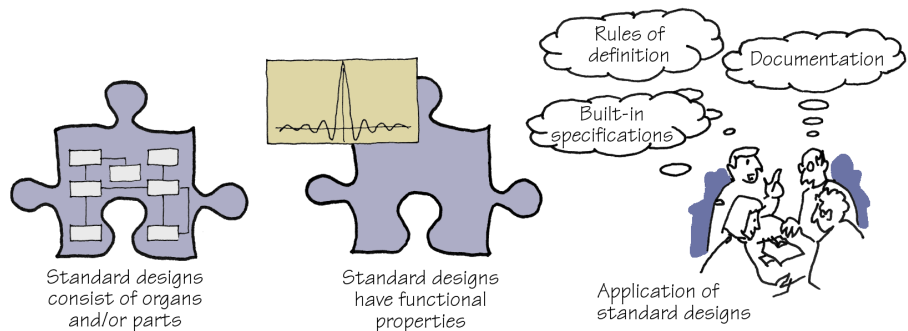 Rules of
definition
Documentation
Built-in
specifications
Standard designs
consist of organs
and/or parts
Standard designs
have functional
properties
Application of
standard designs